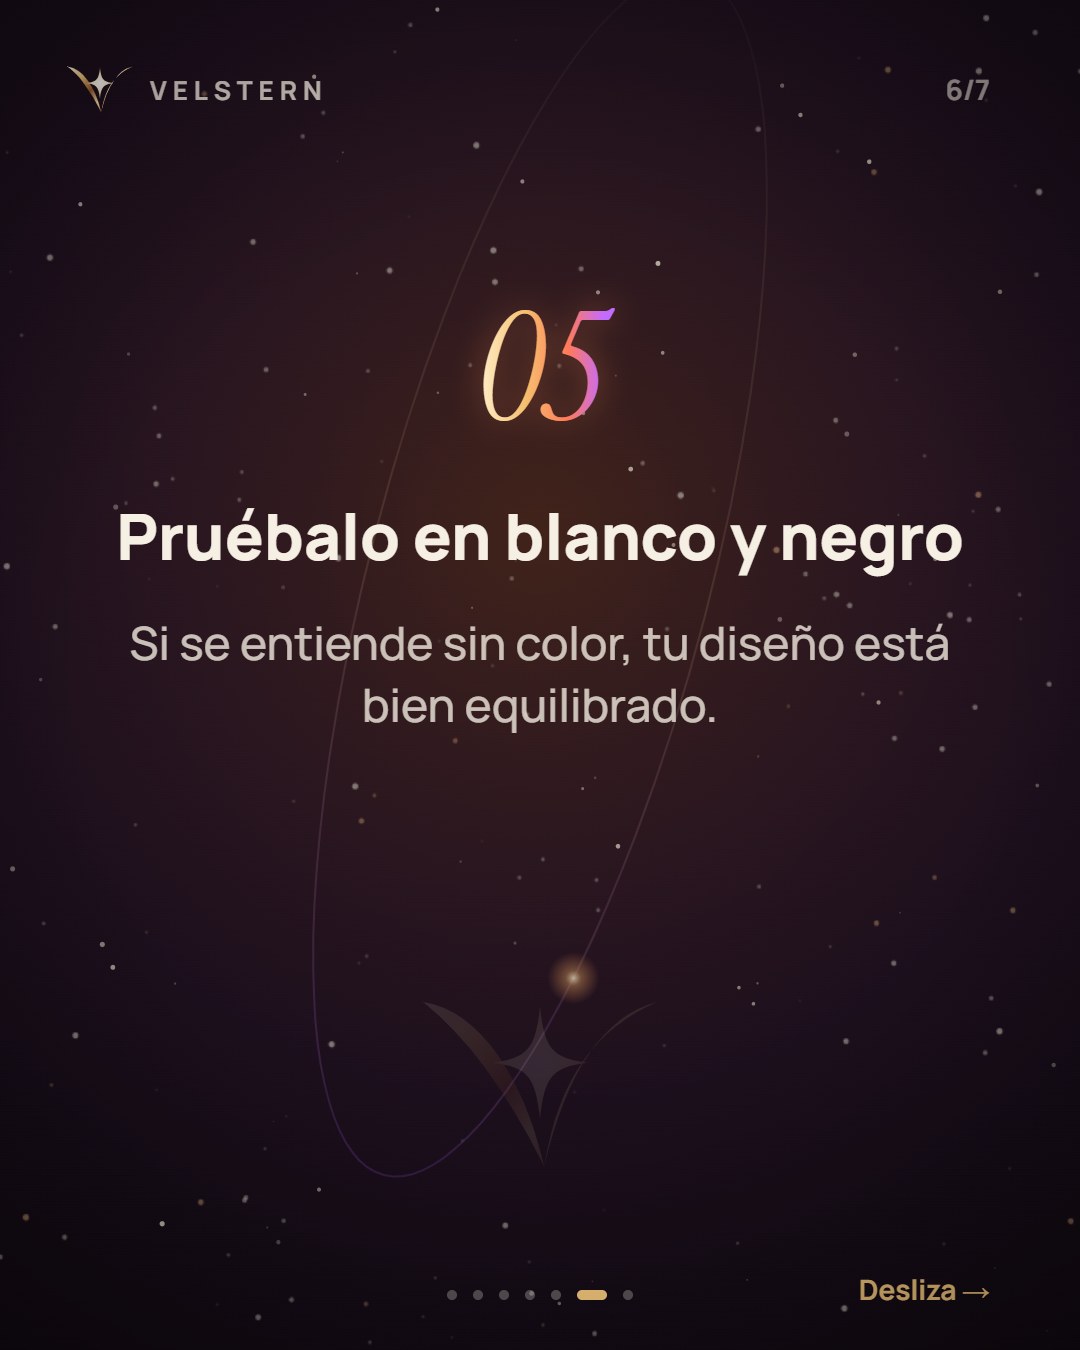 VELSTERN
6/7
05
Pruébalo en blanco y negro
Si se entiende sin color, tu diseño está
bien equilibrado.
Desliza →